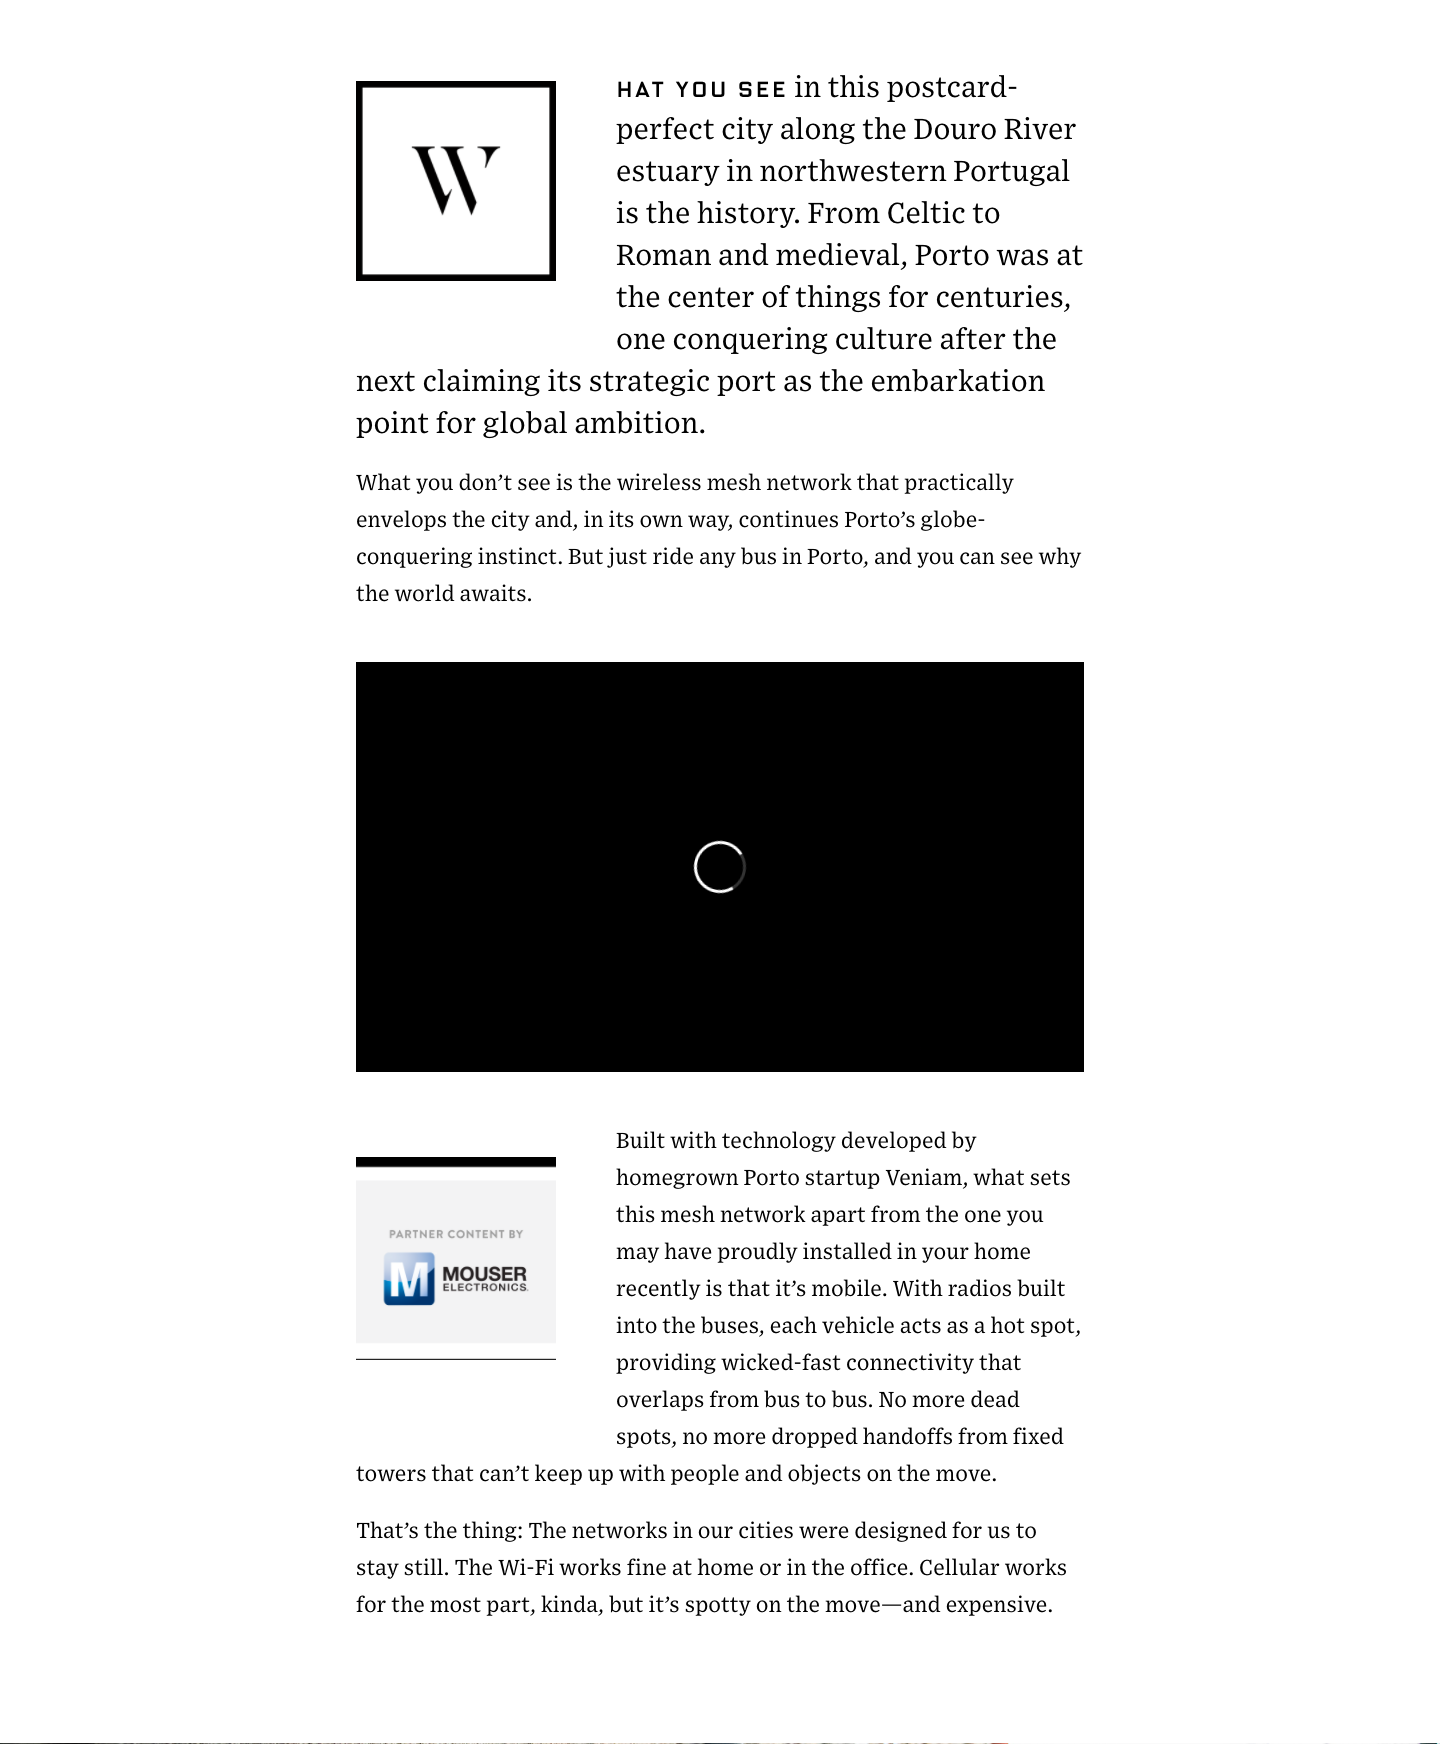 W
HAT YOU SEE in this postcard-
perfect city along the Douro River
estuary in northwestern Portugal
is the history. From Celtic to
Roman and medieval, Porto was at
the center of things for centuries,
one conquering culture after the
next claiming its strategic port as the embarkation
point for global ambition.
What you don’t see is the wireless mesh network that practically
envelops the city and, in its own way, continues Porto’s globe-
conquering instinct. But just ride any bus in Porto, and you can see why
the world awaits.
Built with technology developed by
homegrown Porto startup Veniam, what sets
this mesh network apart from the one you
may have proudly installed in your home
recently is that it’s mobile. With radios built
into the buses, each vehicle acts as a hot spot,
providing wicked-fast connectivity that
overlaps from bus to bus. No more dead
spots, no more dropped handoffs from fixed
towers that can’t keep up with people and objects on the move.
PARTNER CONTENT BY
M
MOUSER
ELECTRONICS
That’s the thing: The networks in our cities were designed for us to
stay still. The Wi-Fi works fine at home or in the office. Cellular works
for the most part, kinda, but it’s spotty on the move—and expensive.